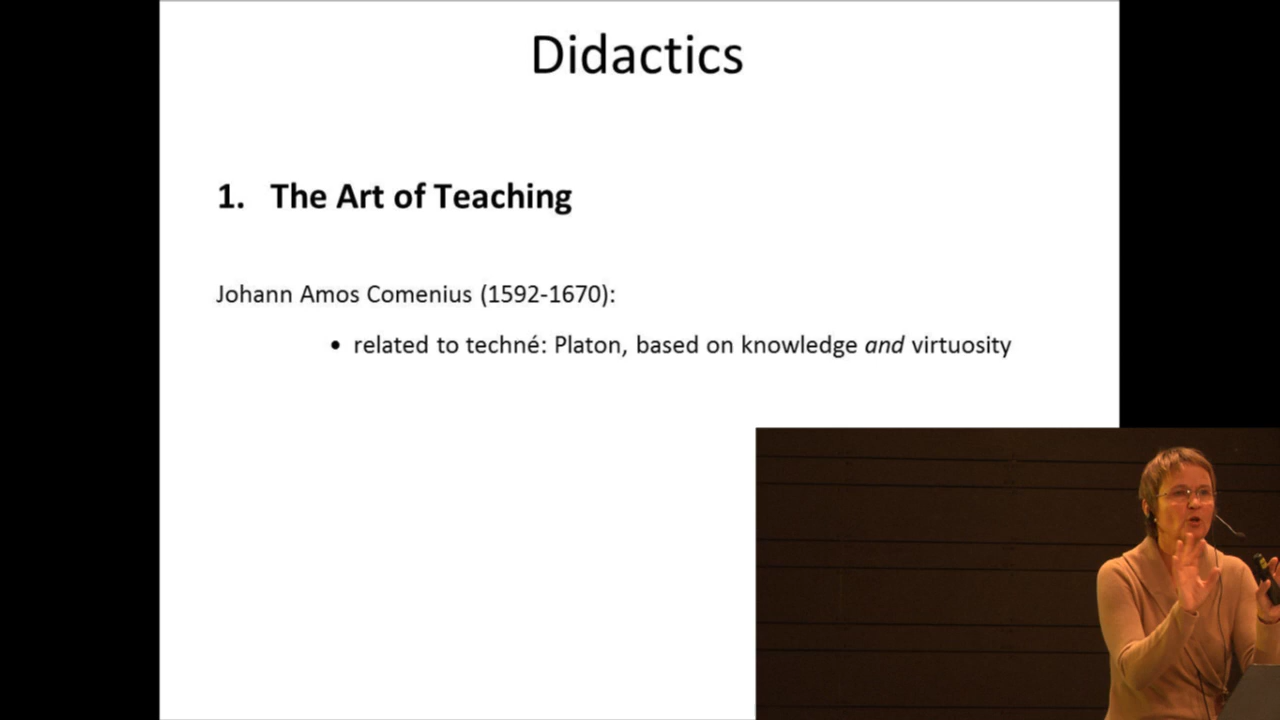 Didactics
1. The Art of Teaching
Johann Amos Comenius (1592-1670):
• related to techné: Platon, based on knowledge and virtuosity